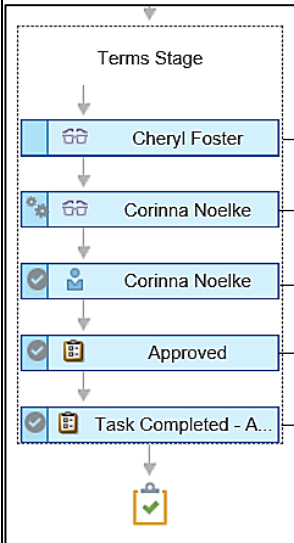 Terms Stage
Cheryl Foster
Corinna Noelke
Corinna Noelke
Approved
Task Completed - A...